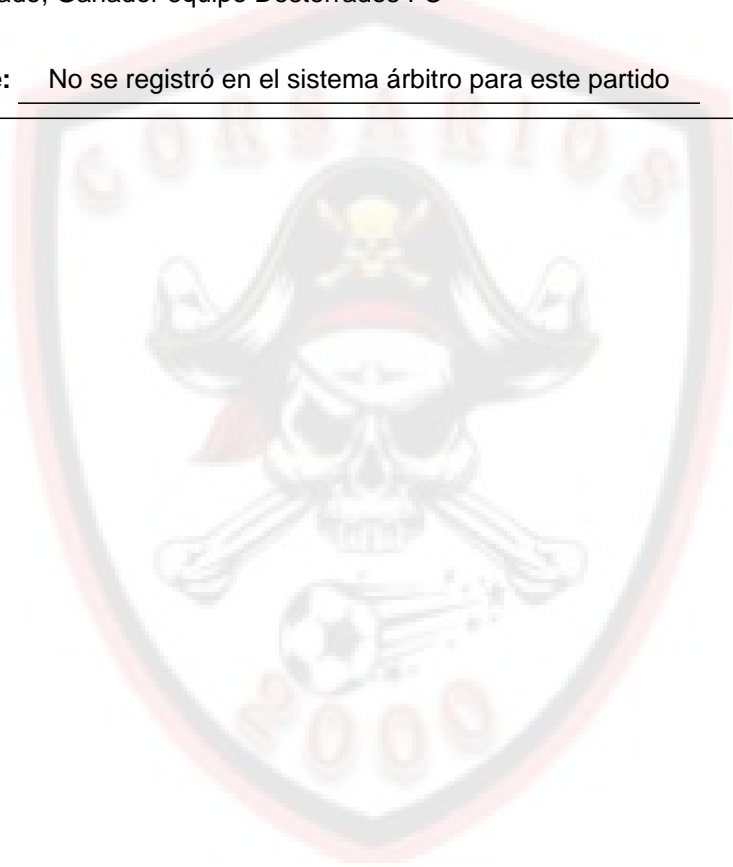 Ganador equipo Desterrados FC
: No se registró en el sistema árbitro para este partido
CORSARIOS
2000